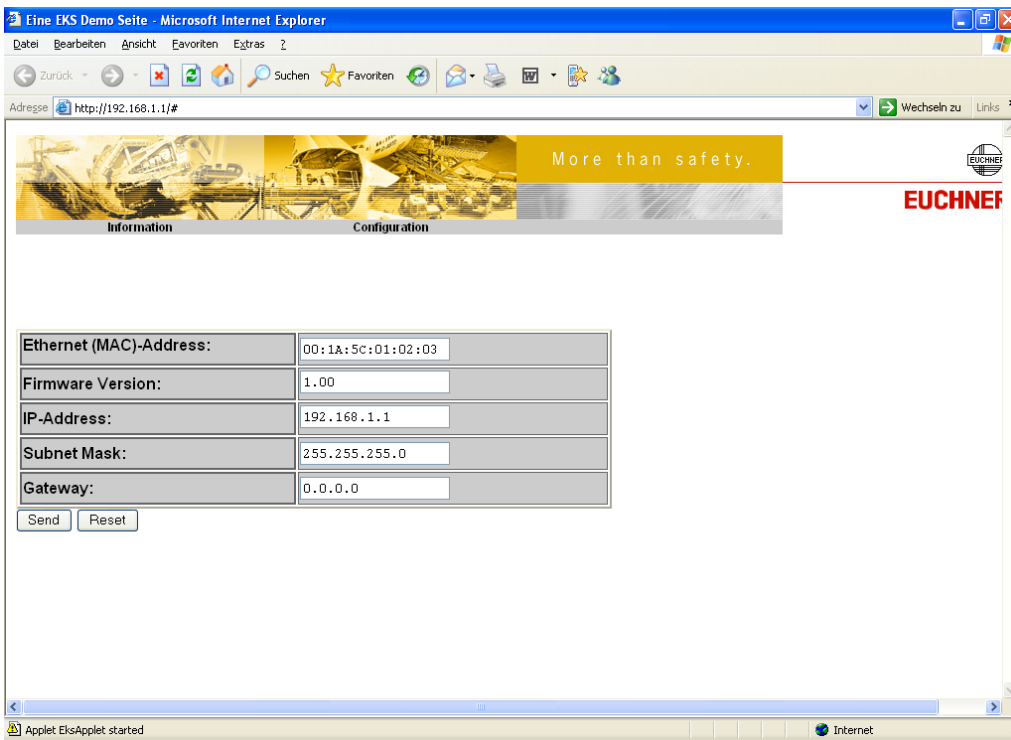 Eine EKS Demo Seite - Microsoft Internet Explorer
Datei Bearbeiten Ansicht Favoriten Extras ?
Zurück Suchen Favoriten
Adresse http://192.168.1.1/# Wechseln zu Links
More than safety.
EUCHNER
EUCHNER
Information Configuration
Ethernet (MAC)-Address: 00:1A:5C:01:02:03
Firmware Version: 1.00
IP-Address: 192.168.1.1
Subnet Mask: 255.255.255.0
Gateway: 0.0.0.0
Send Reset
Applet EksApplet started Internet